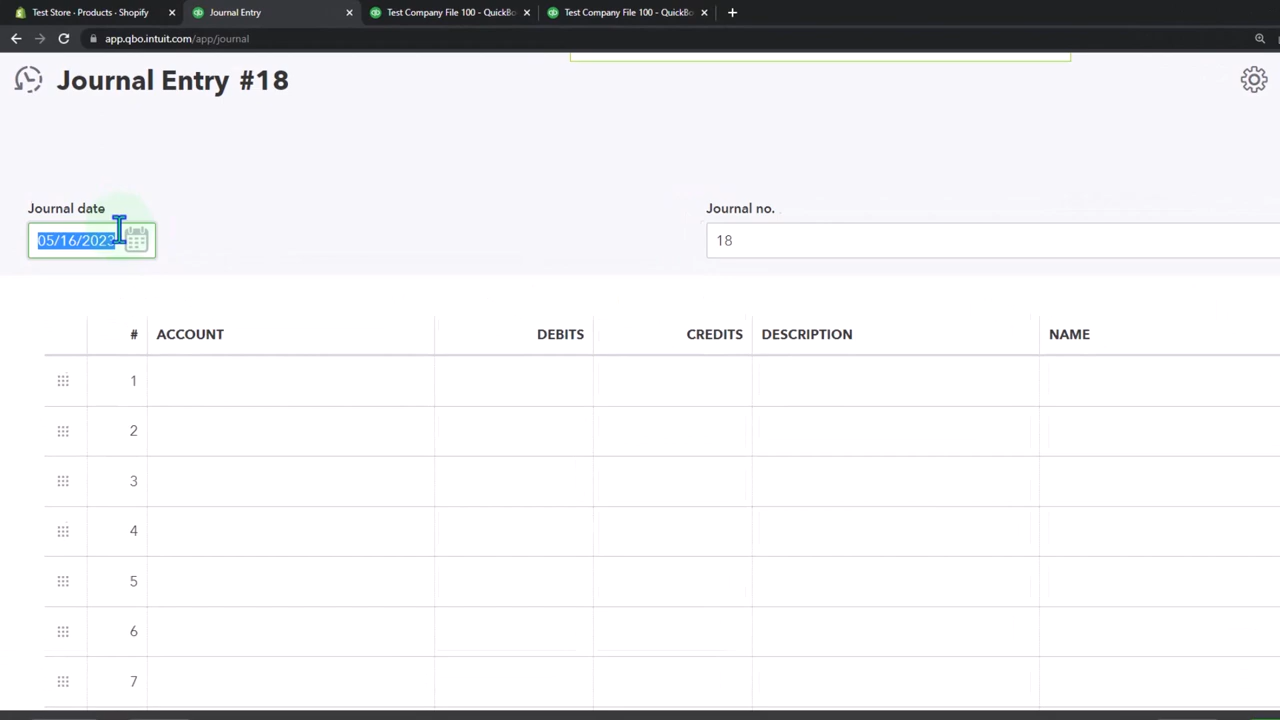 Test Store · Products · Shopify
Journal Entry
Test Company File 100 - QuickBo
Test Company File 100 - QuickBo
app.qbo.intuit.com/app/journal
Journal Entry #18
Journal date
Journal no.
05/16/2023
18
# ACCOUNT DEBITS CREDITS DESCRIPTION NAME
1
2
3
4
5
6
7